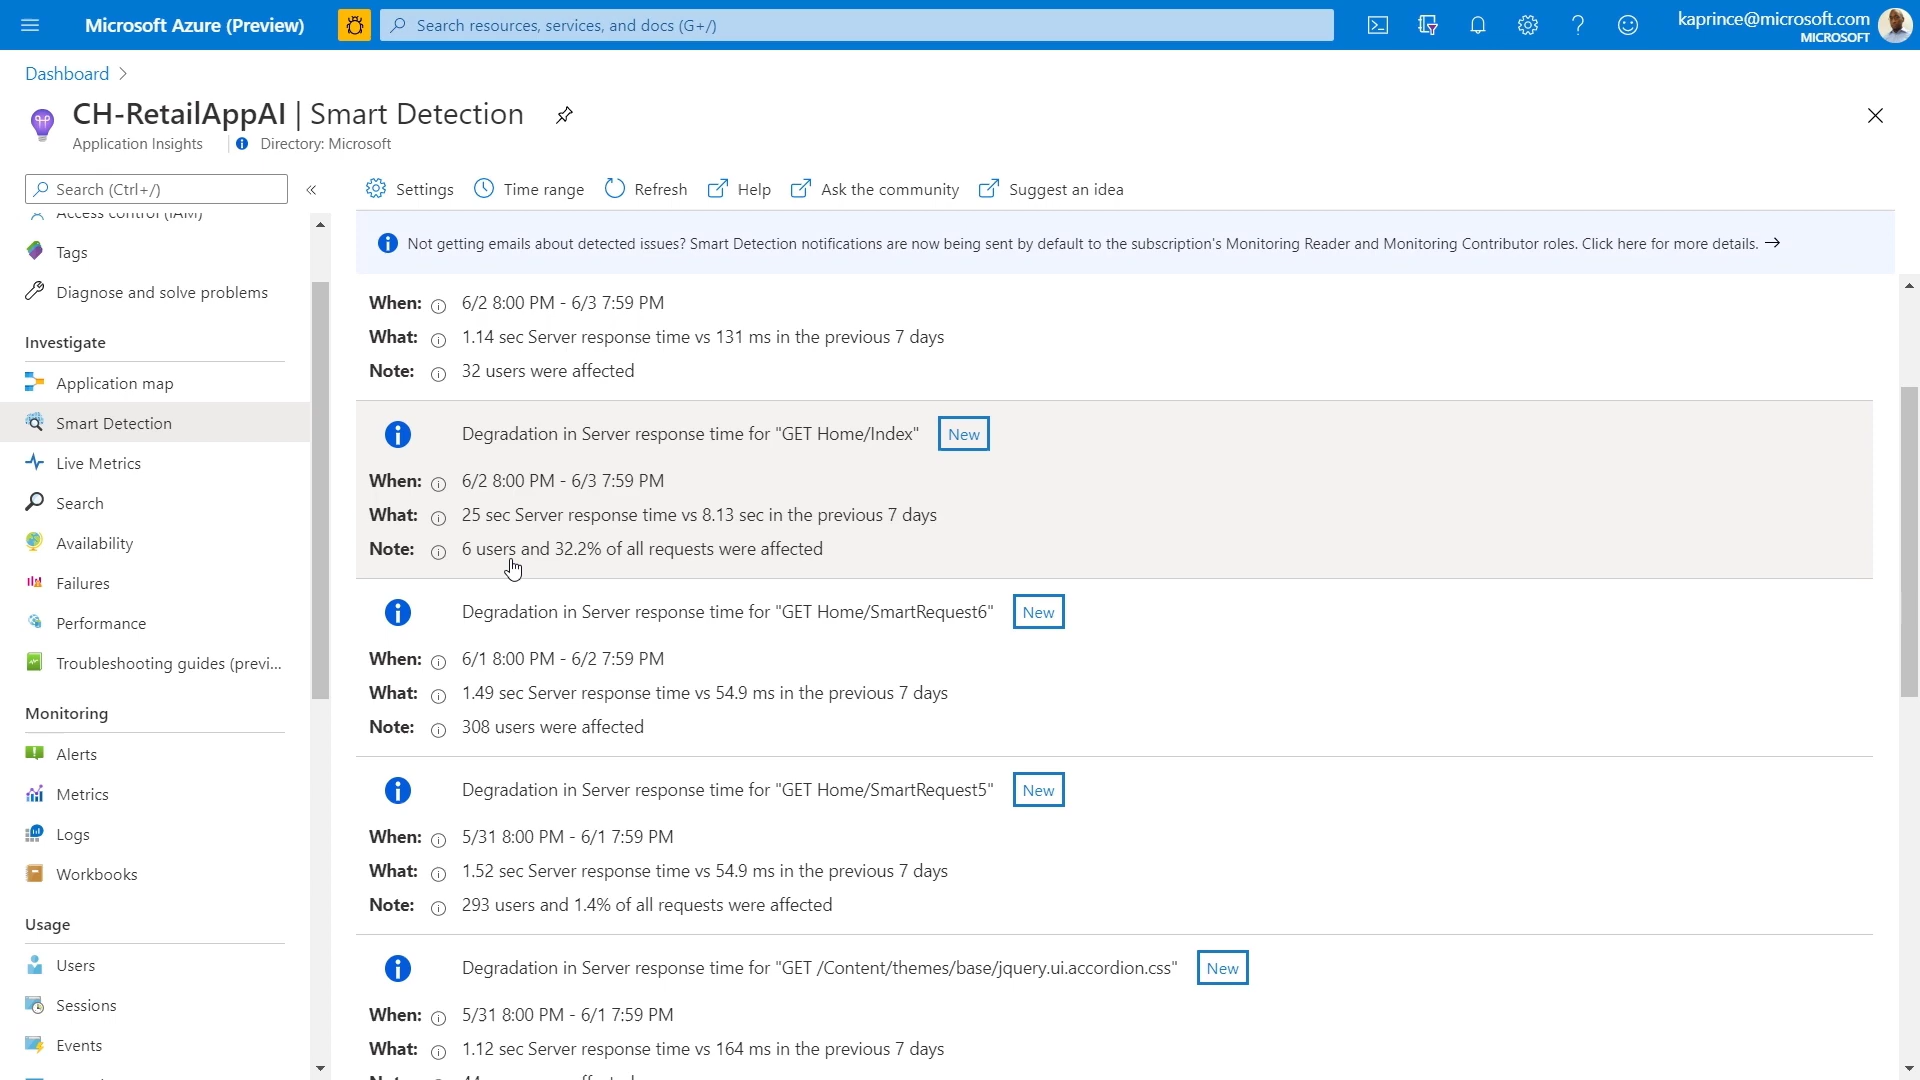 Microsoft Azure (Preview)
Search resources, services, and docs (G+/)
kaprince@microsoft.com
MICROSOFT
Dashboard
CH-RetailAppAI | Smart Detection
Application Insights
Directory: Microsoft
Search (Ctrl+/)
Settings
Time range
Refresh
Help
Ask the community
Suggest an idea
Access control (IAM)
Tags
Diagnose and solve problems
Investigate
Application map
Smart Detection
Live Metrics
Search
Availability
Failures
Performance
Troubleshooting guides (previ...
Monitoring
Alerts
Metrics
Logs
Workbooks
Usage
Users
Sessions
Events
Not getting emails about detected issues? Smart Detection notifications are now being sent by default to the subscription's Monitoring Reader and Monitoring Contributor roles. Click here for more details. →
When: 6/2 8:00 PM - 6/3 7:59 PM
What: 1.14 sec Server response time vs 131 ms in the previous 7 days
Note: 32 users were affected
Degradation in Server response time for "GET Home/Index" New
When: 6/2 8:00 PM - 6/3 7:59 PM
What: 25 sec Server response time vs 8.13 sec in the previous 7 days
Note: 6 users and 32.2% of all requests were affected
Degradation in Server response time for "GET Home/SmartRequest6" New
When: 6/1 8:00 PM - 6/2 7:59 PM
What: 1.49 sec Server response time vs 54.9 ms in the previous 7 days
Note: 308 users were affected
Degradation in Server response time for "GET Home/SmartRequest5" New
When: 5/31 8:00 PM - 6/1 7:59 PM
What: 1.52 sec Server response time vs 54.9 ms in the previous 7 days
Note: 293 users and 1.4% of all requests were affected
Degradation in Server response time for "GET /Content/themes/base/jquery.ui.accordion.css" New
When: 5/31 8:00 PM - 6/1 7:59 PM
What: 1.12 sec Server response time vs 164 ms in the previous 7 days